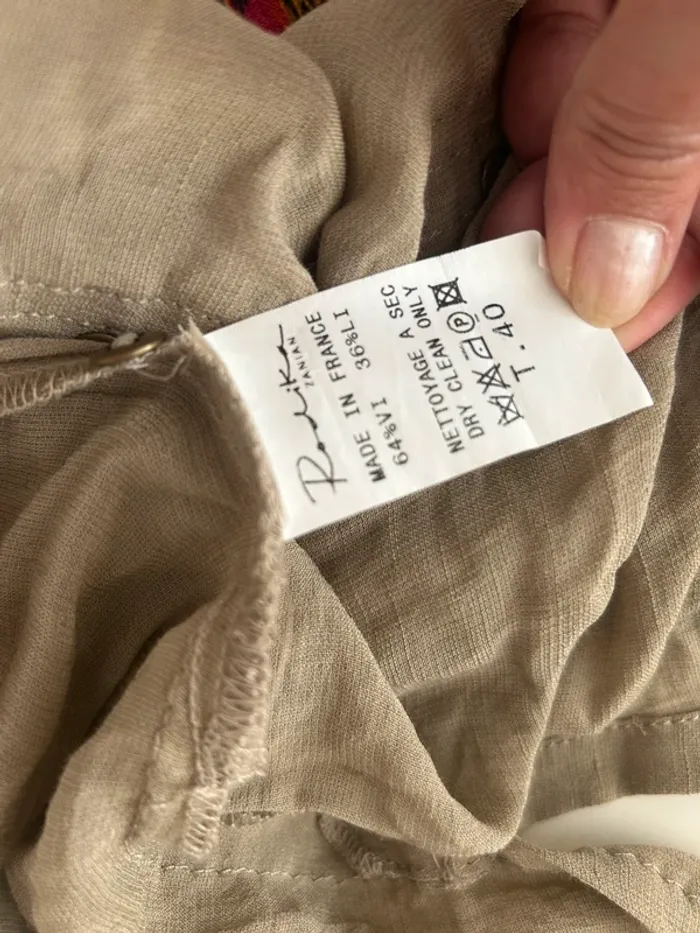 Rodika
ZANIAN
MADE IN FRANCE
64%VI 36%LI
NETTOYAGE A SEC
DRY CLEAN ONLY
P
T.40